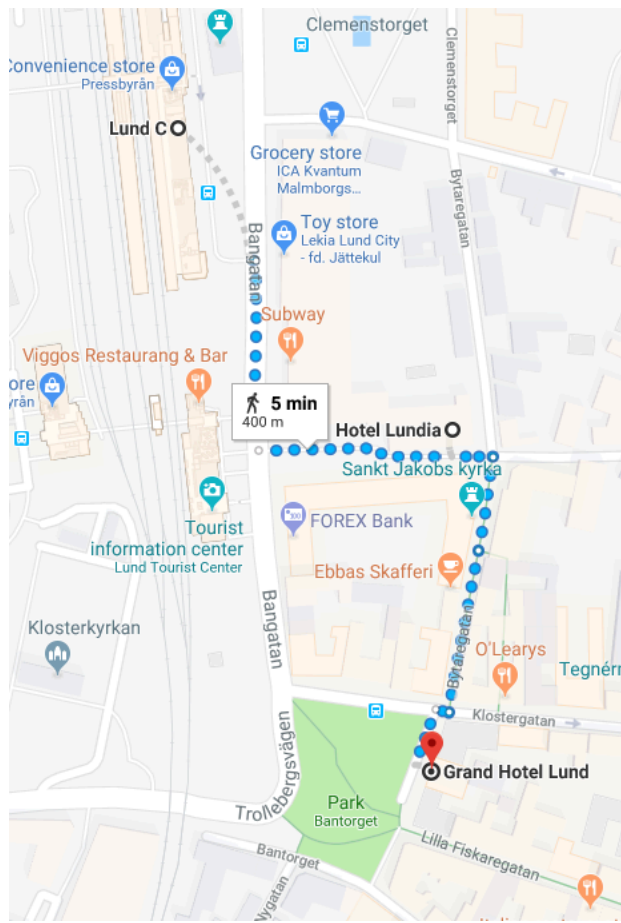 Clemenstorget
Clemenstorget
Convenience store
Pressbyrån
Lund C
Grocery store
ICA Kvantum
Malmborgs...
Bytaregatan
Toy store
Lekia Lund City
- fd. Jättekul
Bangatan
Subway
Viggos Restaurang & Bar
ore
yrån
5 min
400 m
Hotel Lundia
Sankt Jakobs kyrka
300
FOREX Bank
Tourist
information center
Lund Tourist Center
Ebbas Skafferi
Bangatan
Klosterkyrkan
O'Learys
Bytaregatan
Tegnér
Klostergatan
Grand Hotel Lund
Trollebergsvägen
Park
Bantorget
Lilla Fiskaregatan
Bantorget
Nygatan